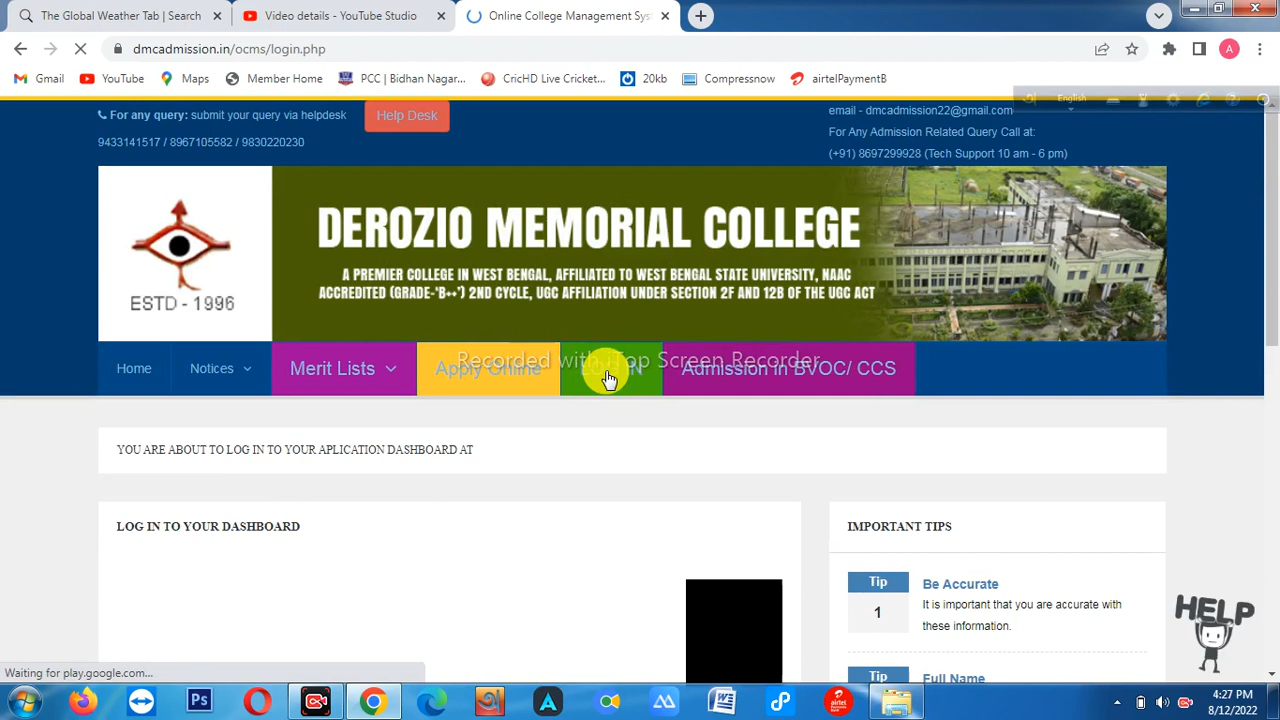 The Global Weather Tab | Search
Video details - YouTube Studio
Online College Management Sys
dmcadmission.in/ocms/login.php
A
Gmail
YouTube
Maps
Member Home
PCC | Bidhan Nagar...
CricHD Live Cricket...
20kb
Compressnow
airtelPaymentB
For any query: submit your query via helpdesk
Help Desk
9433141517 / 8967105582 / 9830220230
English
email - dmcadmission22@gmail.com
For Any Admission Related Query Call at:
(+91) 8697299928 (Tech Support 10 am - 6 pm)
ESTD - 1996
DEROZIO MEMORIAL COLLEGE
A PREMIER COLLEGE IN WEST BENGAL, AFFILIATED TO WEST BENGAL STATE UNIVERSITY, NAAC
ACCREDITED (GRADE-'B++') 2ND CYCLE, UGC AFFILIATION UNDER SECTION 2F AND 12B OF THE UGC ACT
Recorded with iTop Screen Recorder
Home
Notices
Merit Lists
Apply Online
Admission in BVOC/ CCS
YOU ARE ABOUT TO LOG IN TO YOUR APLICATION DASHBOARD AT
LOG IN TO YOUR DASHBOARD
IMPORTANT TIPS
Tip
1
Be Accurate
It is important that you are accurate with
these information.
Tip
Full Name
HELP
Waiting for play.google.com...
Ps
W
airtel
4:27 PM
8/12/2022